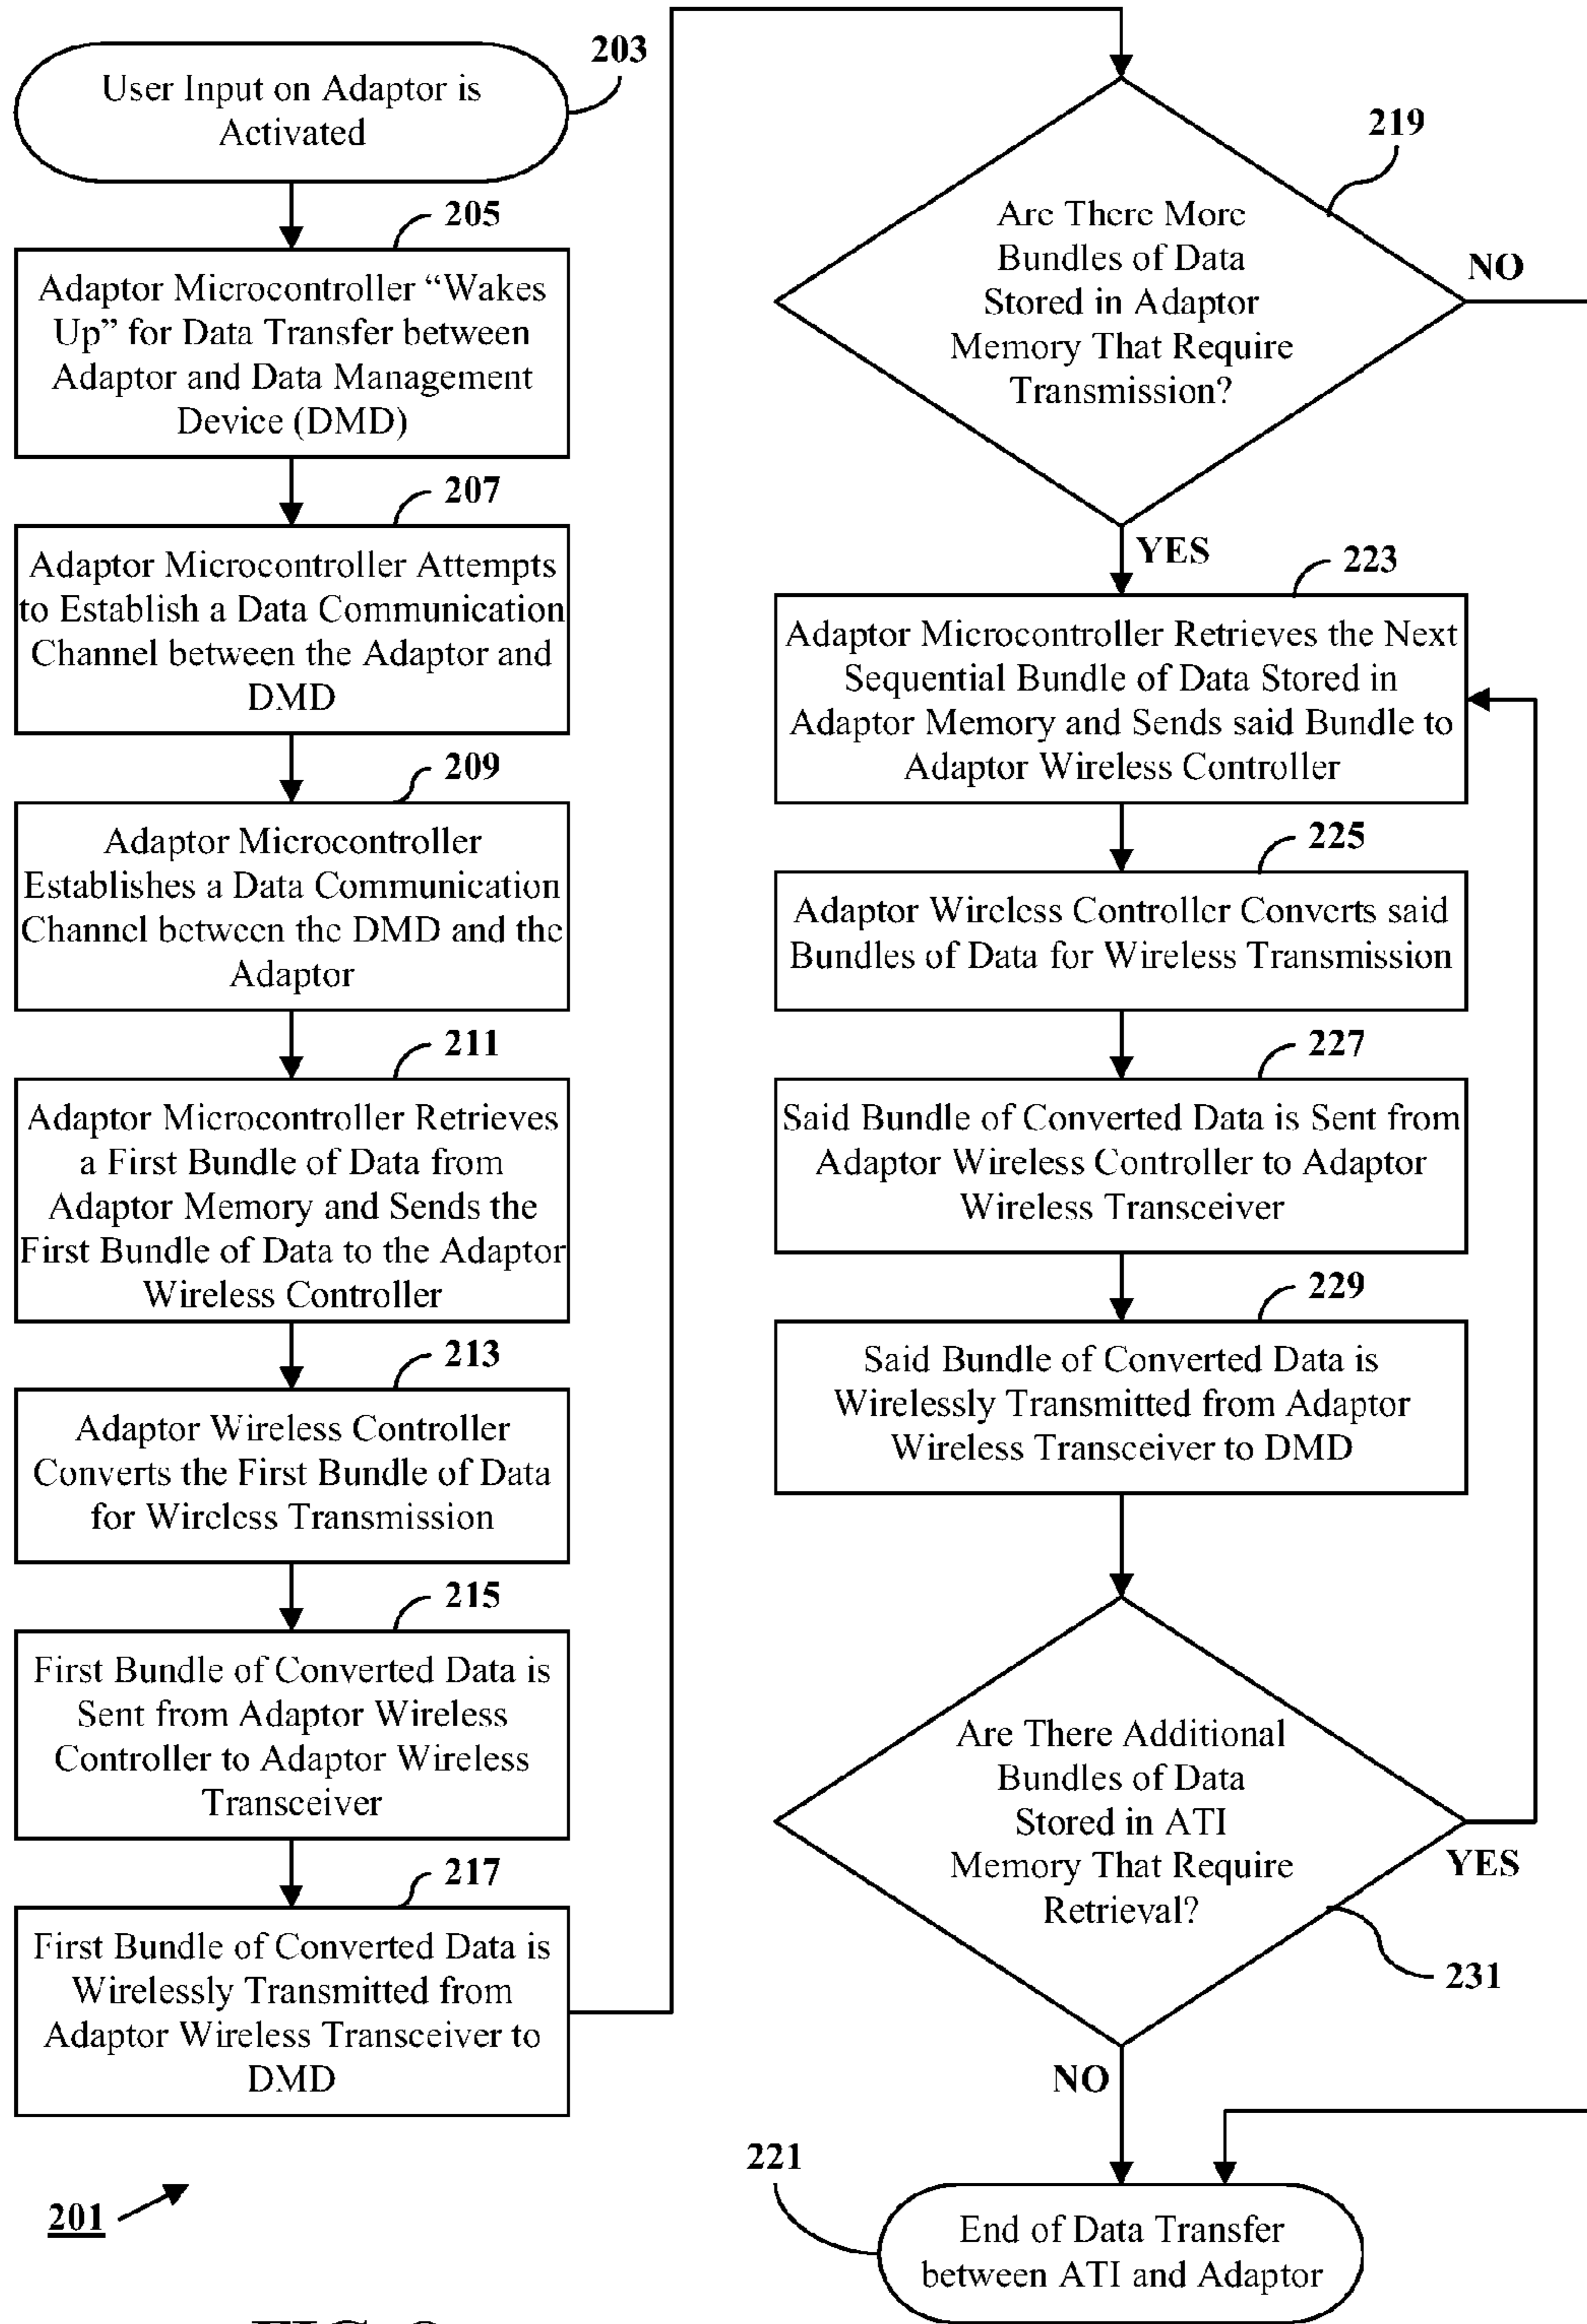 203
User Input on Adaptor is
Activated
205
Adaptor Microcontroller “Wakes
Up” for Data Transfer between
Adaptor and Data Management
Device (DMD)
207
Adaptor Microcontroller Attempts
to Establish a Data Communication
Channel between the Adaptor and
DMD
209
Adaptor Microcontroller
Establishes a Data Communication
Channel between the DMD and the
Adaptor
211
Adaptor Microcontroller Retrieves
a First Bundle of Data from
Adaptor Memory and Sends the
First Bundle of Data to the Adaptor
Wireless Controller
213
Adaptor Wireless Controller
Converts the First Bundle of Data
for Wireless Transmission
215
First Bundle of Converted Data is
Sent from Adaptor Wireless
Controller to Adaptor Wireless
Transceiver
217
First Bundle of Converted Data is
Wirelessly Transmitted from
Adaptor Wireless Transceiver to
DMD
201
219
Are There More
Bundles of Data
Stored in Adaptor
Memory That Require
Transmission?
NO
YES
223
Adaptor Microcontroller Retrieves the Next
Sequential Bundle of Data Stored in
Adaptor Memory and Sends said Bundle to
Adaptor Wireless Controller
225
Adaptor Wireless Controller Converts said
Bundles of Data for Wireless Transmission
227
Said Bundle of Converted Data is Sent from
Adaptor Wireless Controller to Adaptor
Wireless Transceiver
229
Said Bundle of Converted Data is
Wirelessly Transmitted from Adaptor
Wireless Transceiver to DMD
Are There Additional
Bundles of Data
Stored in ATI
Memory That Require
Retrieval?
YES
231
NO
221
End of Data Transfer
between ATI and Adaptor